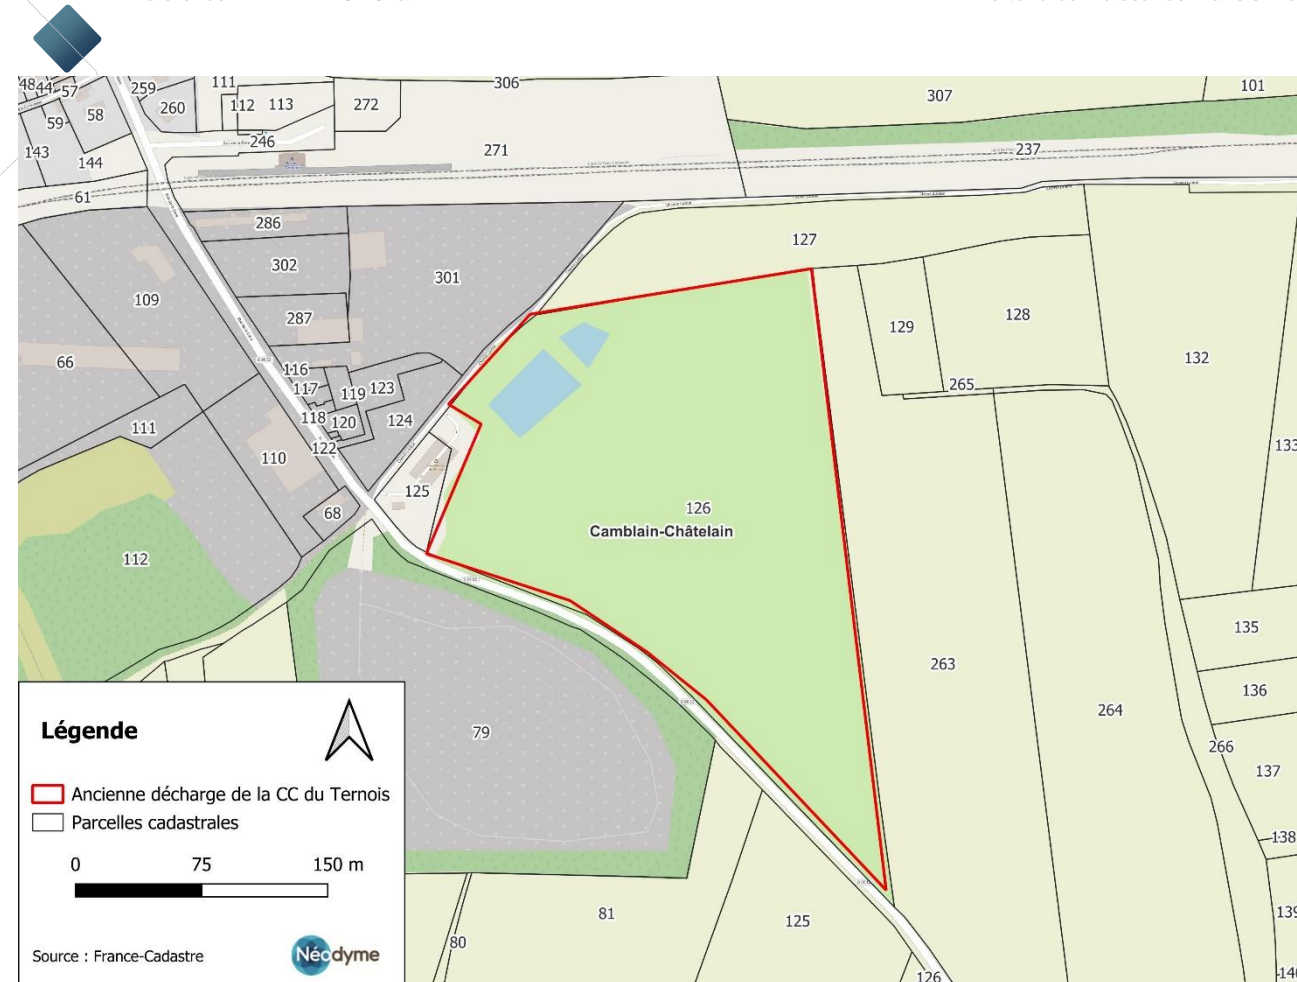 48 44 57 259 111 306 307 101
58 260 112 113 272
59 143 144 246 271 237
61
286 127
302 301
109 287 129 128
66 116 132
117 119 123 265
118 120 124
111 122 133
110
125
68 126
Camblain-Châtelain
112
135
263 136
264
79 266
137
138
81 125 139
80
126 140
Légende
Ancienne décharge de la CC du Ternois
Parcelles cadastrales
0 75 150 m
Source : France-Cadastre
Néodyme